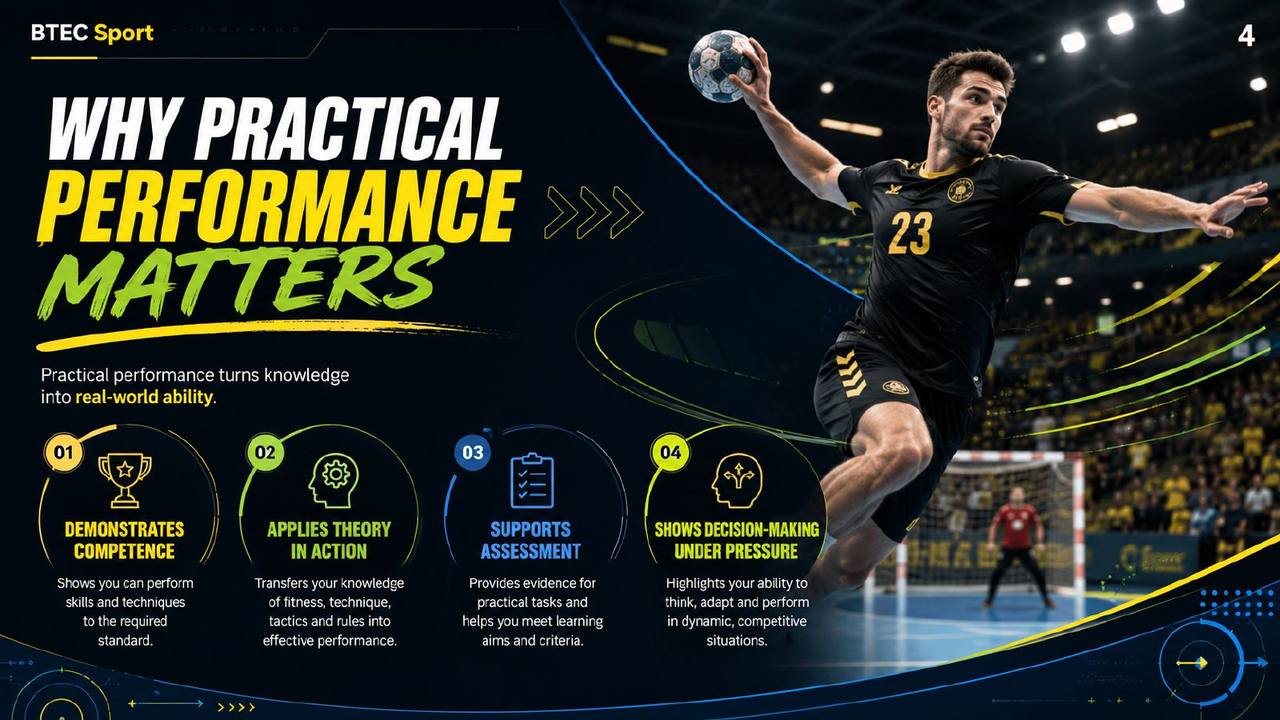 BTEC Sport
4
WHY PRACTICAL
PERFORMANCE
MATTERS
Practical performance turns knowledge
into real-world ability.
01
DEMONSTRATES
COMPETENCE
Shows you can perform
skills and techniques
to the required
standard.
02
APPLIES THEORY
IN ACTION
Transfers your knowledge
of fitness, technique,
tactics and rules into
effective performance.
03
SUPPORTS
ASSESSMENT
Provides evidence for
practical tasks and
helps you meet learning
aims and criteria.
04
SHOWS DECISION-MAKING
UNDER PRESSURE
Highlights your ability to
think, adapt and perform
in dynamic, competitive
situations.
23